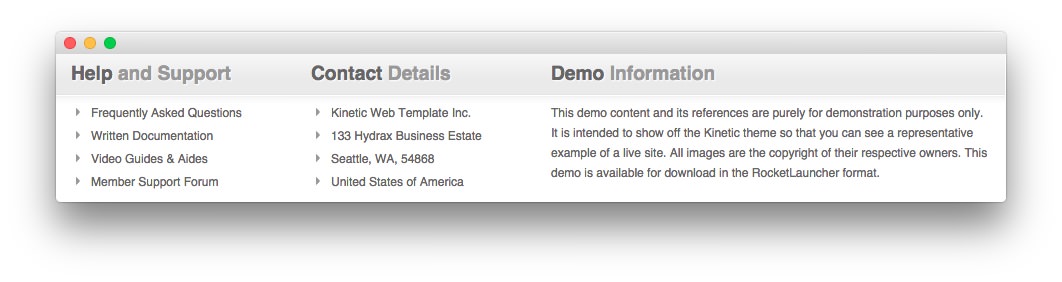 Help and Support
Frequently Asked Questions
Written Documentation
Video Guides & Aides
Member Support Forum
Contact Details
Kinetic Web Template Inc.
133 Hydrax Business Estate
Seattle, WA, 54868
United States of America
Demo Information
This demo content and its references are purely for demonstration purposes only.
It is intended to show off the Kinetic theme so that you can see a representative
example of a live site. All images are the copyright of their respective owners. This
demo is available for download in the RocketLauncher format.